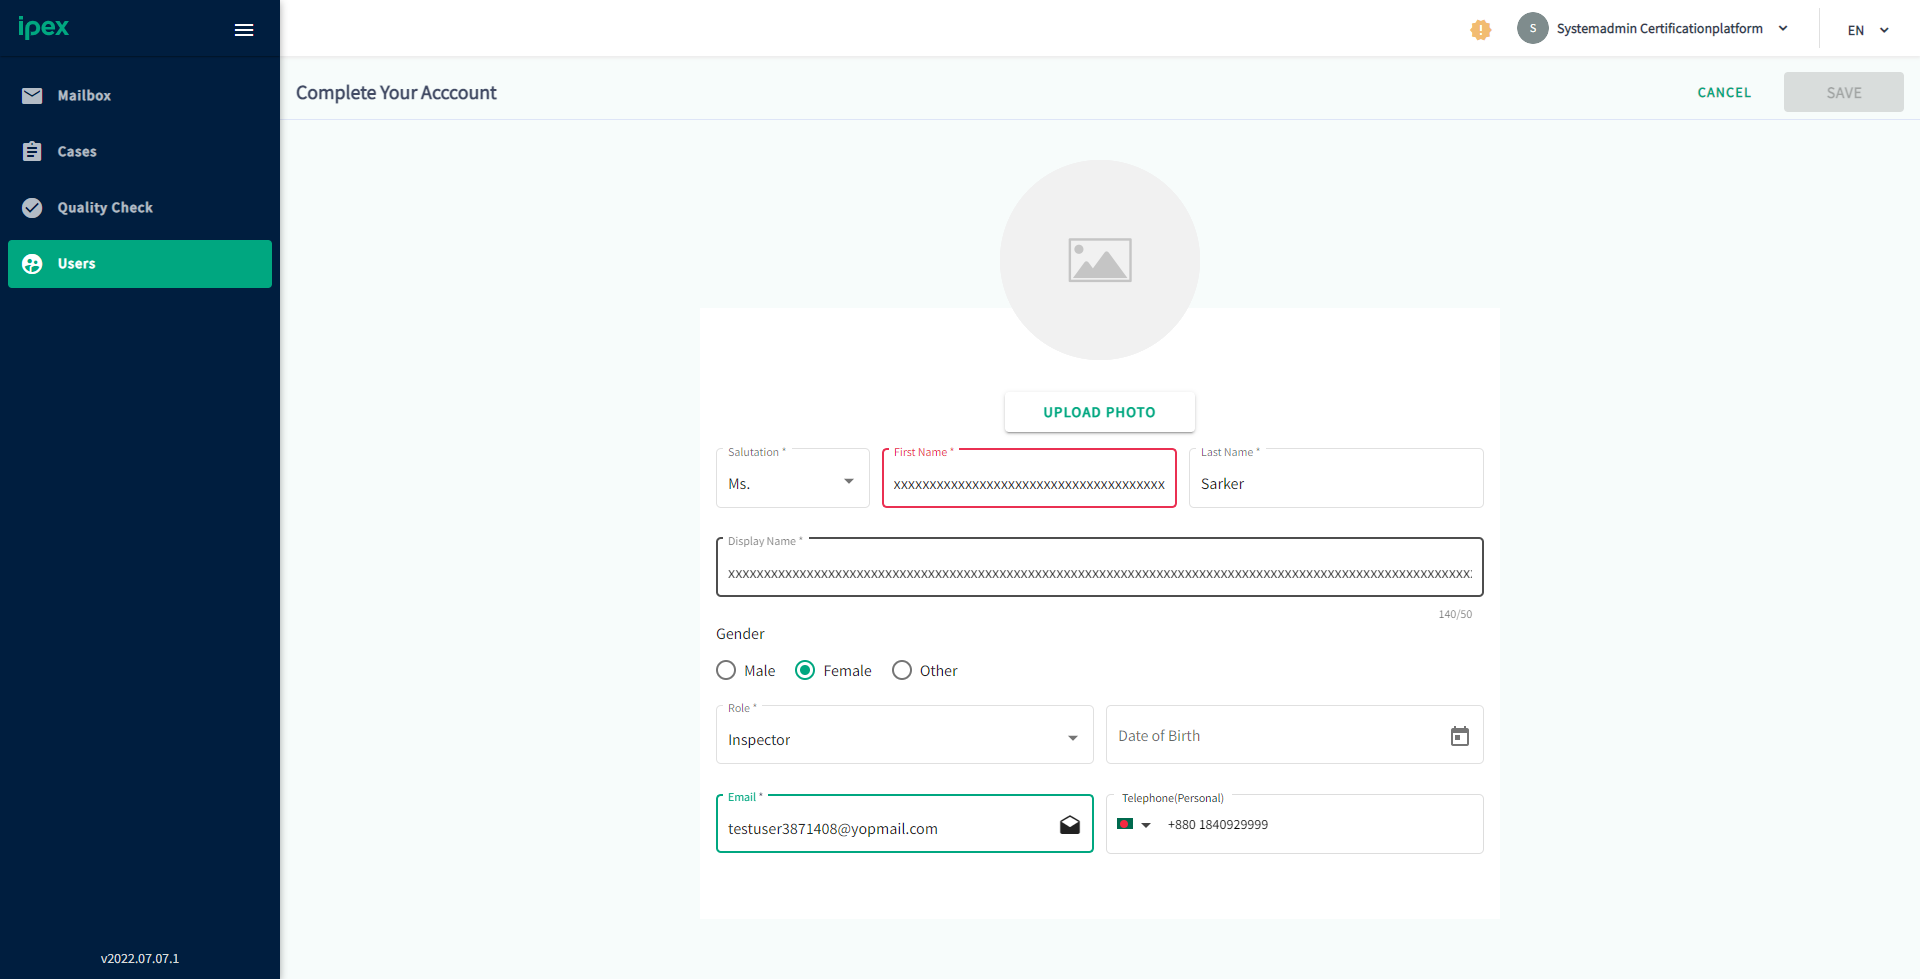 ipex
S
Systemadmin Certificationplatform
EN
Mailbox
Cases
Quality Check
Users
v2022.07.07.1
Complete Your Acccount
CANCEL
SAVE
UPLOAD PHOTO
Salutation *
Ms.
First Name *
xxxxxxxxxxxxxxxxxxxxxxxxxxxxxxxxxxxxxx
Last Name *
Sarker
Display Name *
xxxxxxxxxxxxxxxxxxxxxxxxxxxxxxxxxxxxxxxxxxxxxxxxxxxxxxxxxxxxxxxxxxxxxxxxxxxxxxxxxxxxxxxxxxxxxxxxxxxxxxxx
140/50
Gender
Male
Female
Other
Role *
Inspector
Date of Birth
Email *
testuser3871408@yopmail.com
Telephone(Personal)
+880 1840929999